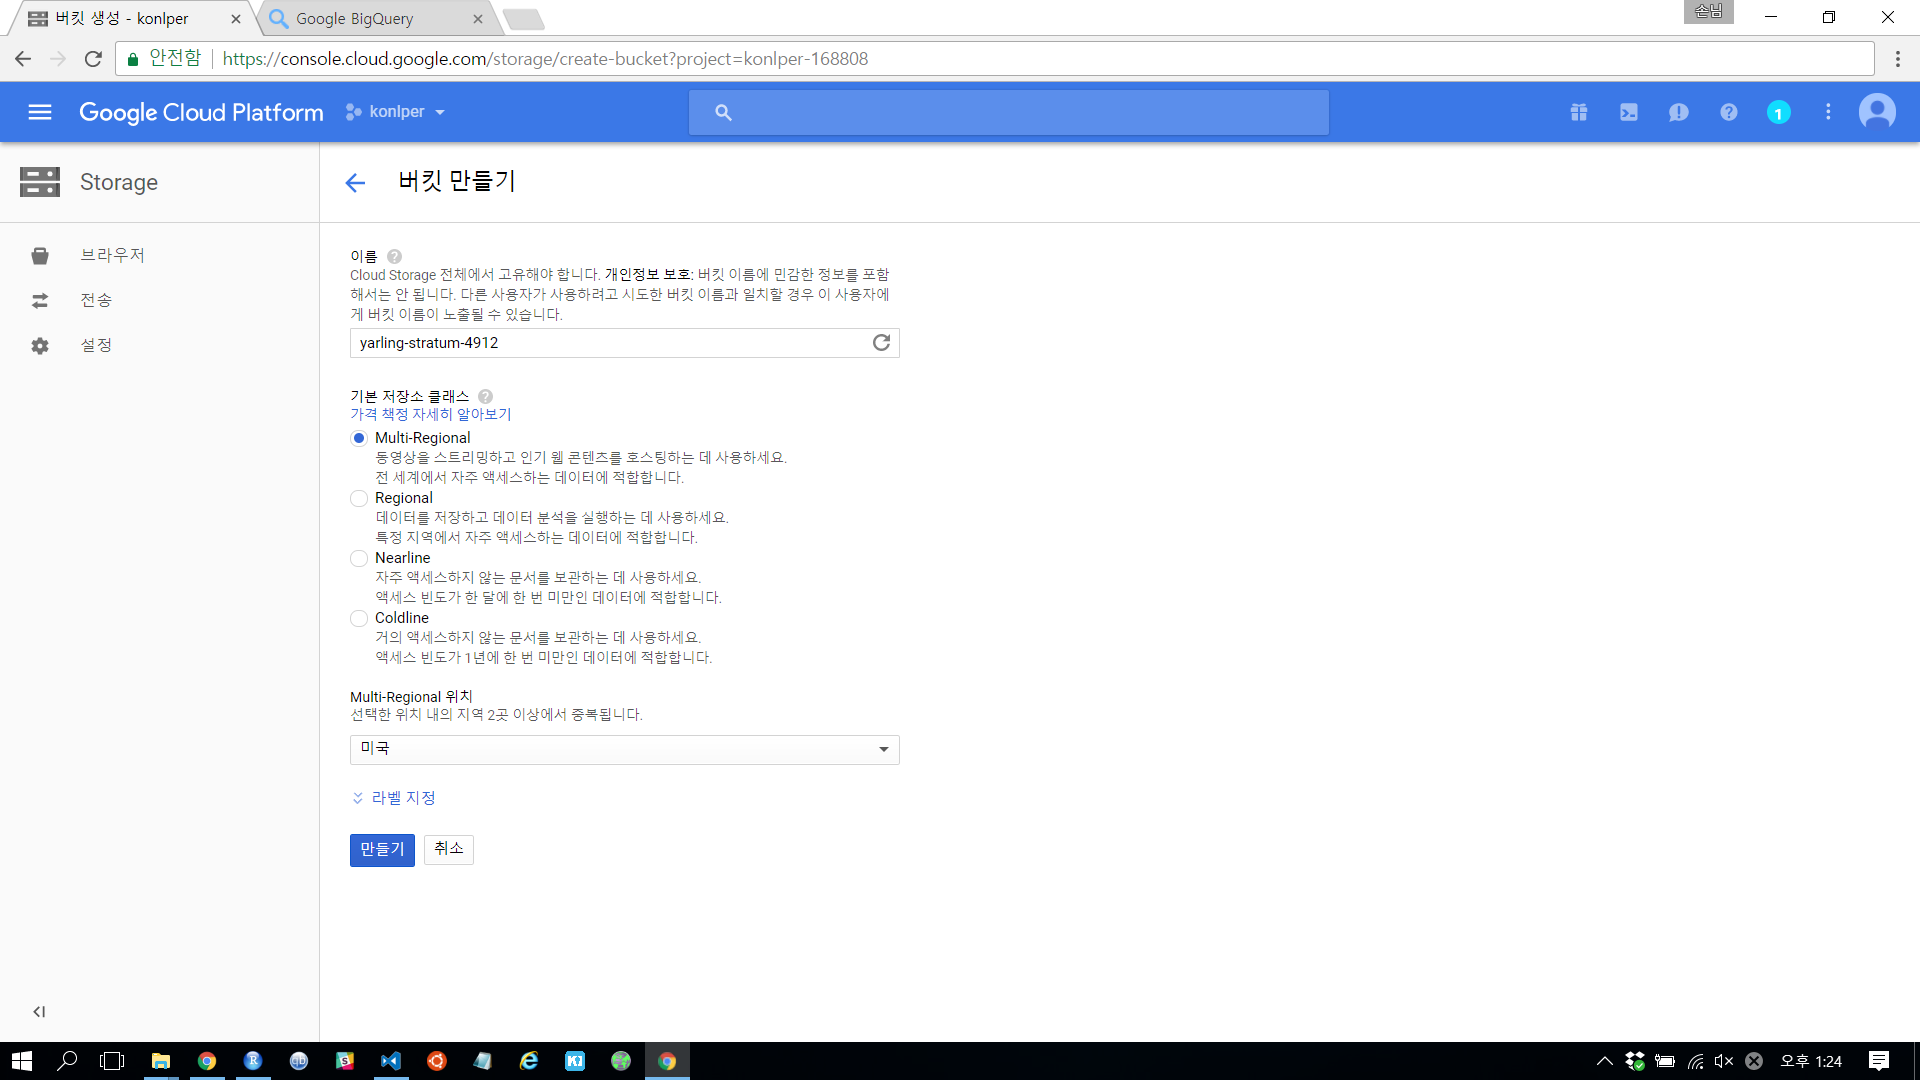 버킷 생성 - konlper
Google BigQuery
손님
안전함
https://console.cloud.google.com/storage/create-bucket?project=konlper-168808
Google Cloud Platform
konlper
1
Storage
버킷 만들기
브라우저
전송
설정
이름
Cloud Storage 전체에서 고유해야 합니다. 개인정보 보호: 버킷 이름에 민감한 정보를 포함
해서는 안 됩니다. 다른 사용자가 사용하려고 시도한 버킷 이름과 일치할 경우 이 사용자에
게 버킷 이름이 노출될 수 있습니다.
yarling-stratum-4912
기본 저장소 클래스
가격 책정 자세히 알아보기
Multi-Regional
동영상을 스트리밍하고 인기 웹 콘텐츠를 호스팅하는 데 사용하세요.
전 세계에서 자주 액세스하는 데이터에 적합합니다.
Regional
데이터를 저장하고 데이터 분석을 실행하는 데 사용하세요.
특정 지역에서 자주 액세스하는 데이터에 적합합니다.
Nearline
자주 액세스하지 않는 문서를 보관하는 데 사용하세요.
액세스 빈도가 한 달에 한 번 미만인 데이터에 적합합니다.
Coldline
거의 액세스하지 않는 문서를 보관하는 데 사용하세요.
액세스 빈도가 1년에 한 번 미만인 데이터에 적합합니다.
Multi-Regional 위치
선택한 위치 내의 지역 2곳 이상에서 중복됩니다.
미국
라벨 지정
만들기
취소
오후 1:24